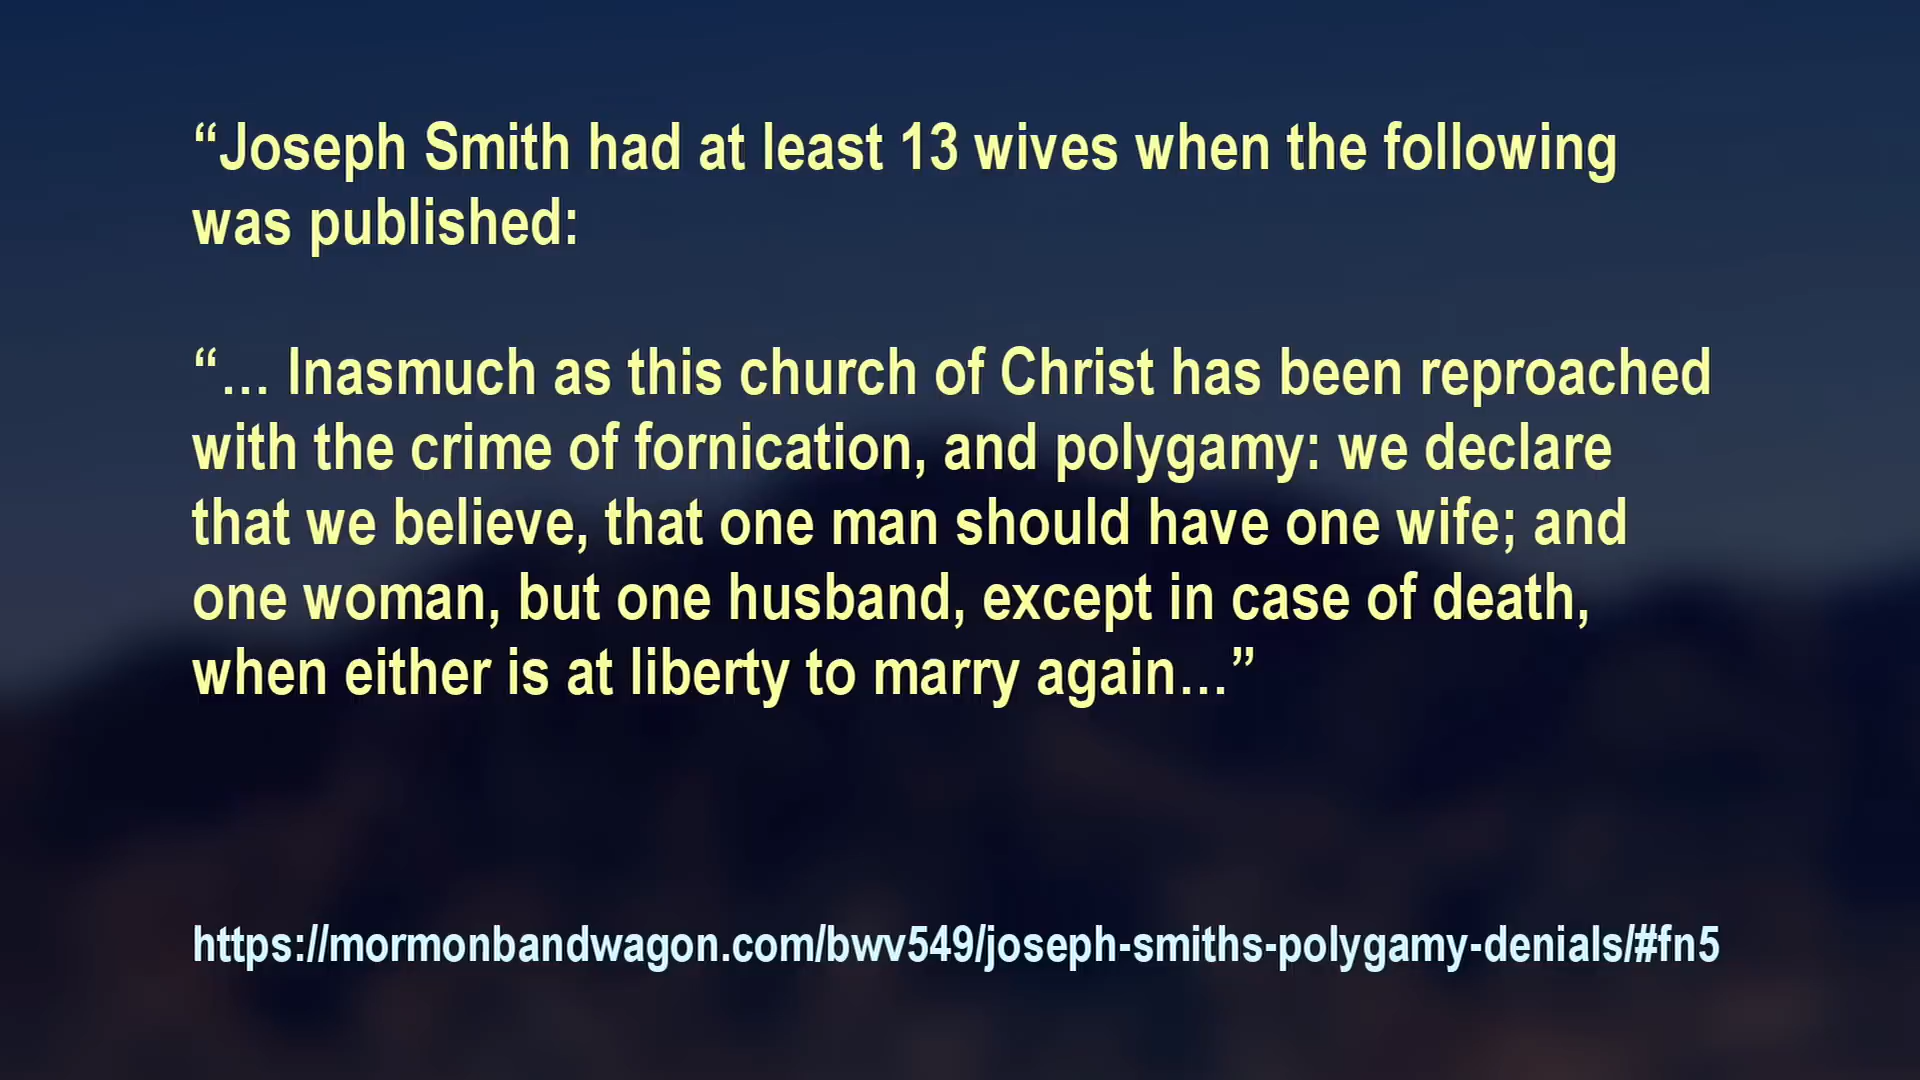 “Joseph Smith had at least 13 wives when the following
was published:
“… Inasmuch as this church of Christ has been reproached
with the crime of fornication, and polygamy: we declare
that we believe, that one man should have one wife; and
one woman, but one husband, except in case of death,
when either is at liberty to marry again…”
https://mormonbandwagon.com/bwv549/joseph-smiths-polygamy-denials/#fn5